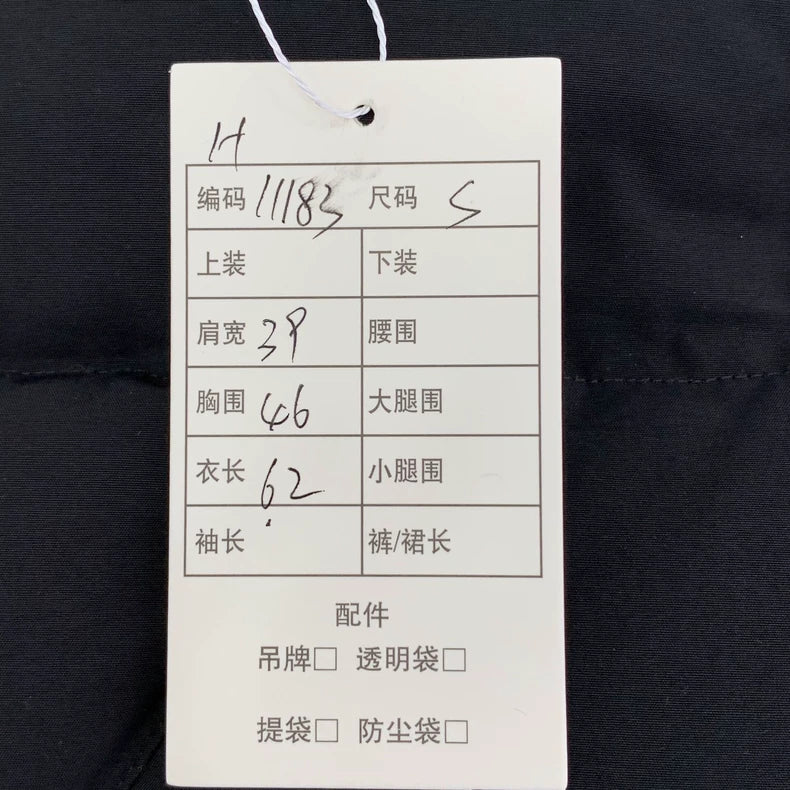 H
编码 11183 尺码 S
上装 下装
肩宽 39 腰围
胸围 46 大腿围
衣长 62 小腿围
袖长 裤/裙长
配件
吊牌□ 透明袋□
提袋□ 防尘袋□